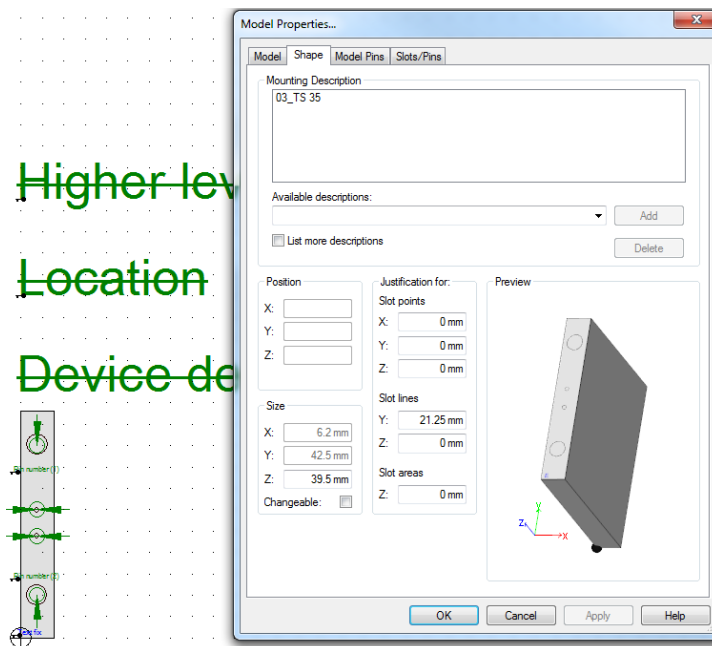 Model Properties...
Model Shape Model Pins Slots/Pins
Mounting Description
03_TS 35
Available descriptions:
Add
List more descriptions
Delete
Higher lev
Location
Device de
Pin number (2)
Position
X:
Y:
Z:
Size
X: 6.2 mm
Y: 42.5 mm
Z: 39.5 mm
Changeable:
Justification for:
Slot points
X: 0 mm
Y: 0 mm
Z: 0 mm
Slot lines
Y: 21.25 mm
Z: 0 mm
Slot areas
Z: 0 mm
Preview
Y
Z
X
OK Cancel Apply Help